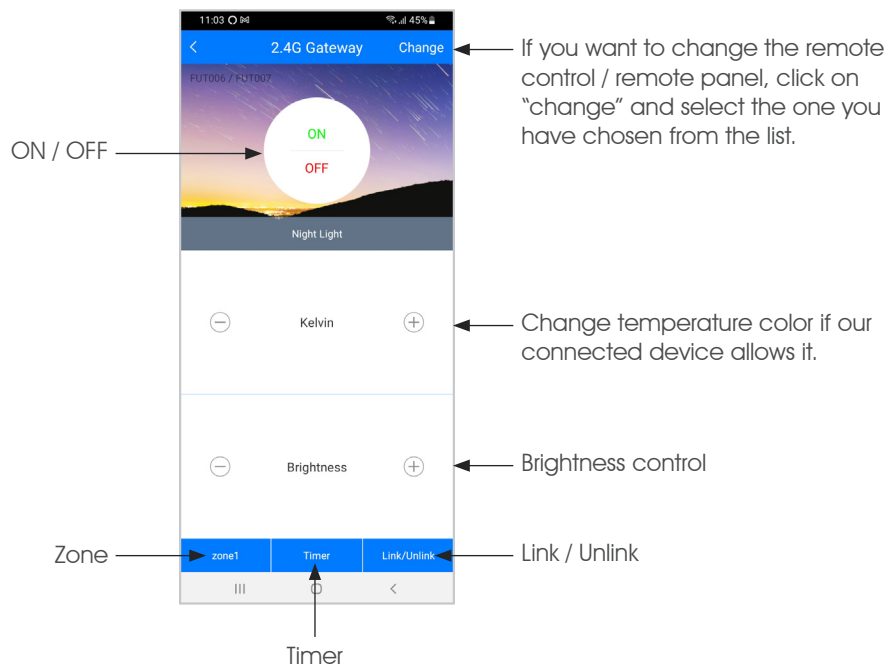 11:03
45%
2.4G Gateway Change
If you want to change the remote
control / remote panel, click on
“change” and select the one you
have chosen from the list.
FUT006 / FUT007
ON / OFF
ON
OFF
Night Light
Kelvin
Change temperature color if our
connected device allows it.
Brightness
Brightness control
Zone
zone1 Timer Link/Unlink
Link / Unlink
Timer